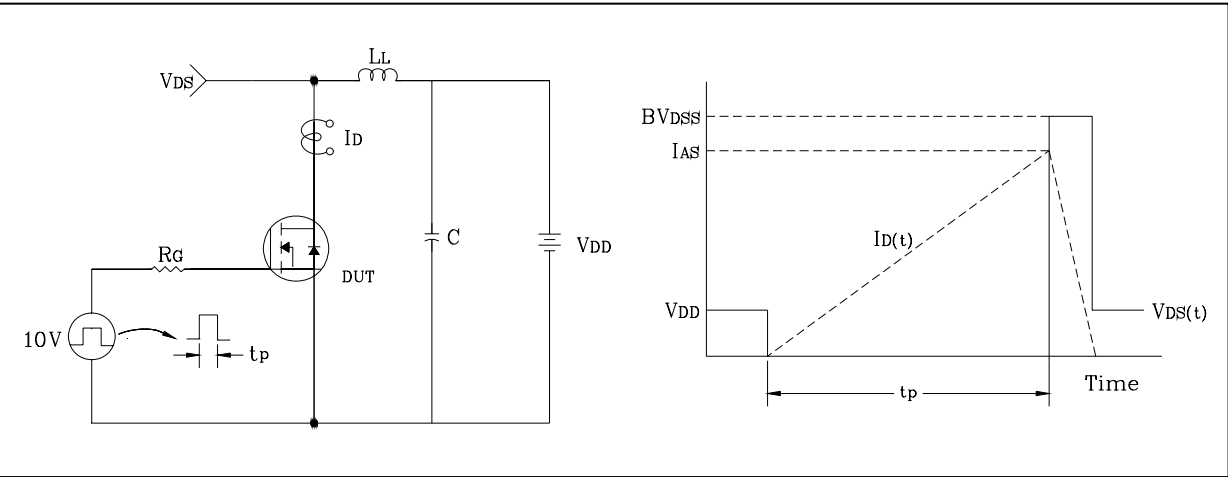 VDS
LL
ID
RG
DUT
C
VDD
10V
tp
BVDSS
IAS
ID(t)
VDD
VDS(t)
Time
tp